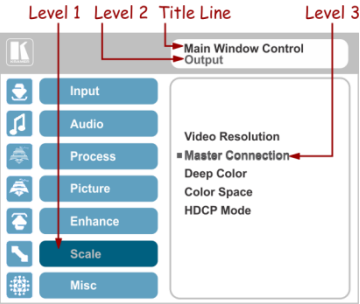 Level 1 Level 2 Title Line Level 3
Main Window Control
Output
Input
Audio
Process
Picture
Enhance
Scale
Misc
Video Resolution
Master Connection
Deep Color
Color Space
HDCP Mode